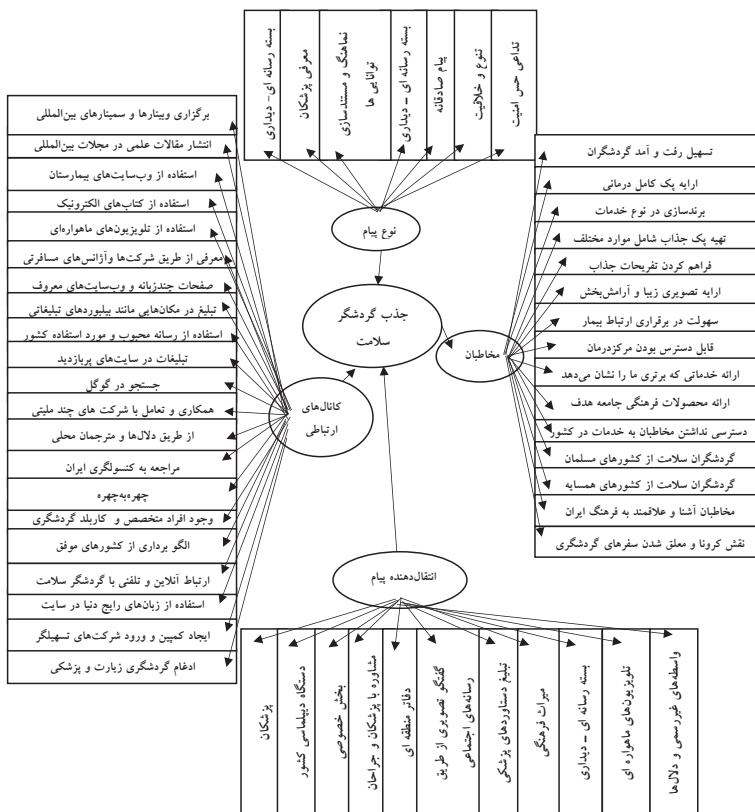 تداعی حس امنیت
تنوع و خلاقیت
پیام صادقانه
بسته رسانه ای – دیداری
نماهنگ و مستندسازی
توانایی ها
معرفی پزشکان
بسته رسانه ای- دیداری
نوع پیام
جذب گردشگر
سلامت
مخاطبان
کانال‌های
ارتباطی
انتقال‌دهنده پیام
تسهیل رفت و آمد گردشگران
ارایه پک کامل درمانی
برندسازی در نوع خدمات
تهیه پک جذاب شامل موارد مختلف
فراهم کردن تفریحات جذاب
ارایه تصویری زیبا و آرامش‌بخش
سهولت در برقراری ارتباط بیمار
قابل دسترس بودن مرکزدرمان
ارائه خدماتی که برتری ما را نشان می‌دهد
ارائه محصولات فرهنگی جامعه هدف
دسترسی نداشتن مخاطبان به خدمات در کشور
گردشگران سلامت از کشورهای مسلمان
گردشگران سلامت از کشورهای همسایه
مخاطبان آشنا و علاقمند به فرهنگ ایران
نقش کرونا و معلق شدن سفرهای گردشگری
برگزاری وبینارها و سمینارهای بین‌المللی
انتشار مقالات علمی در مجلات بین‌المللی
استفاده از وب‌سایت‌های بیمارستان
استفاده از کتاب‌های الکترونیک
استفاده از تلویزیون‌های ماهواره‌ای
معرفی از طریق شرکت‌ها وآژانس‌های مسافرتی
صفحات چندزبانه و وب‌سایت‌های معروف
تبلیغ در مکان‌هایی مانند بیلبوردهای تبلیغاتی
استفاده از رسانه محبوب و مورد استفاده کشور
تبلیغات در سایت‌های پربازدید
جستجو در گوگل
همکاری و تعامل با شرکت های چند ملیتی
از طریق دلال‌ها و مترجمان محلی
مراجعه به کنسولگری ایران
چهره‌به‌چهره
وجود افراد متخصص و کاربلد گردشگری
الگو برداری از کشورهای موفق
ارتباط آنلاین و تلفنی با گردشگر سلامت
استفاده از زبان‌های رایج دنیا در سایت
ایجاد کمپین و ورود شرکت‌های تسهیلگر
ادغام گردشگری زیارت و پزشکی
واسطه‌های غیررسمی و دلال‌ها
تلویزیون‌های ماهواره ای
بسته رسانه ای – دیداری
میراث فرهنگی
تبلیغ دستاوردهای پزشکی
گفتگو تصویری از طریق
رسانه‌های اجتماعی
دفاتر منطقه ای
مشاوره با پزشکان و جراحان
بخش خصوصی
دستگاه دیپلماسی کشور
پزشکان